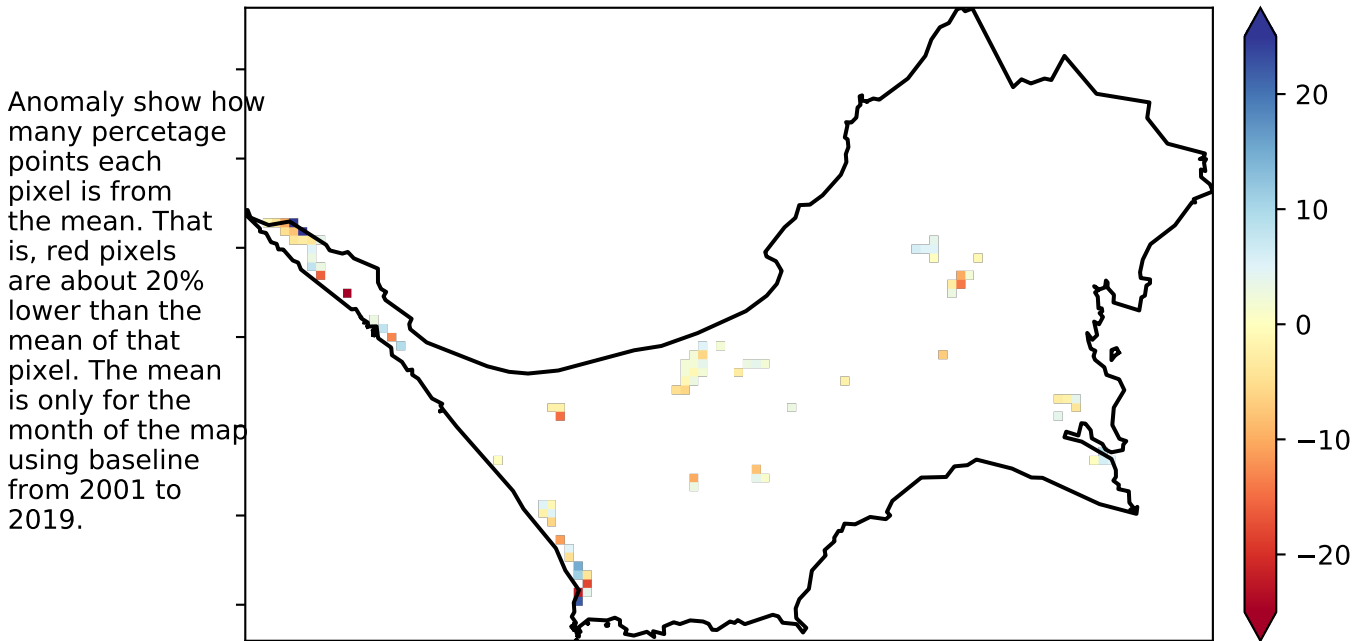 Anomaly show how
many percetage
points each
pixel is from
the mean. That
is, red pixels
are about 20%
lower than the
mean of that
pixel. The mean
is only for the
month of the map
using baseline
from 2001 to
2019.
20
10
0
−10
−20